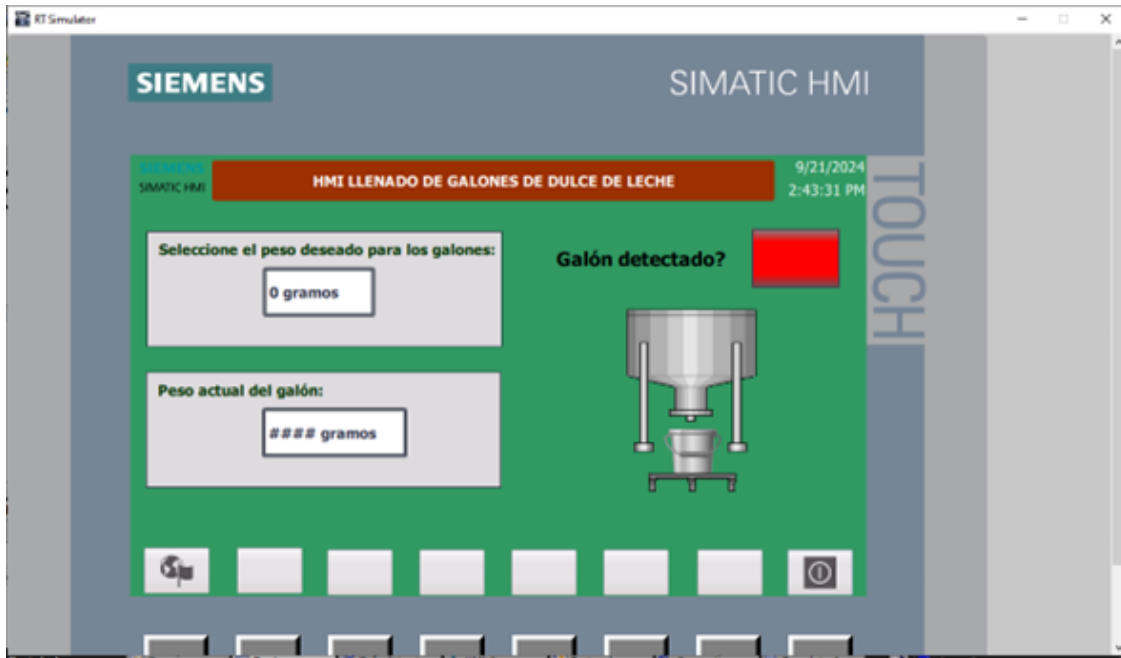 RT Simulator
SIEMENS
SIMATIC HMI
SIEMENS
SIMATIC HMI
HMI LLENADO DE GALONES DE DULCE DE LECHE
9/21/2024
2:43:31 PM
TOUCH
Seleccione el peso deseado para los galones:
0 gramos
Galón detectado?
Peso actual del galón:
#### gramos